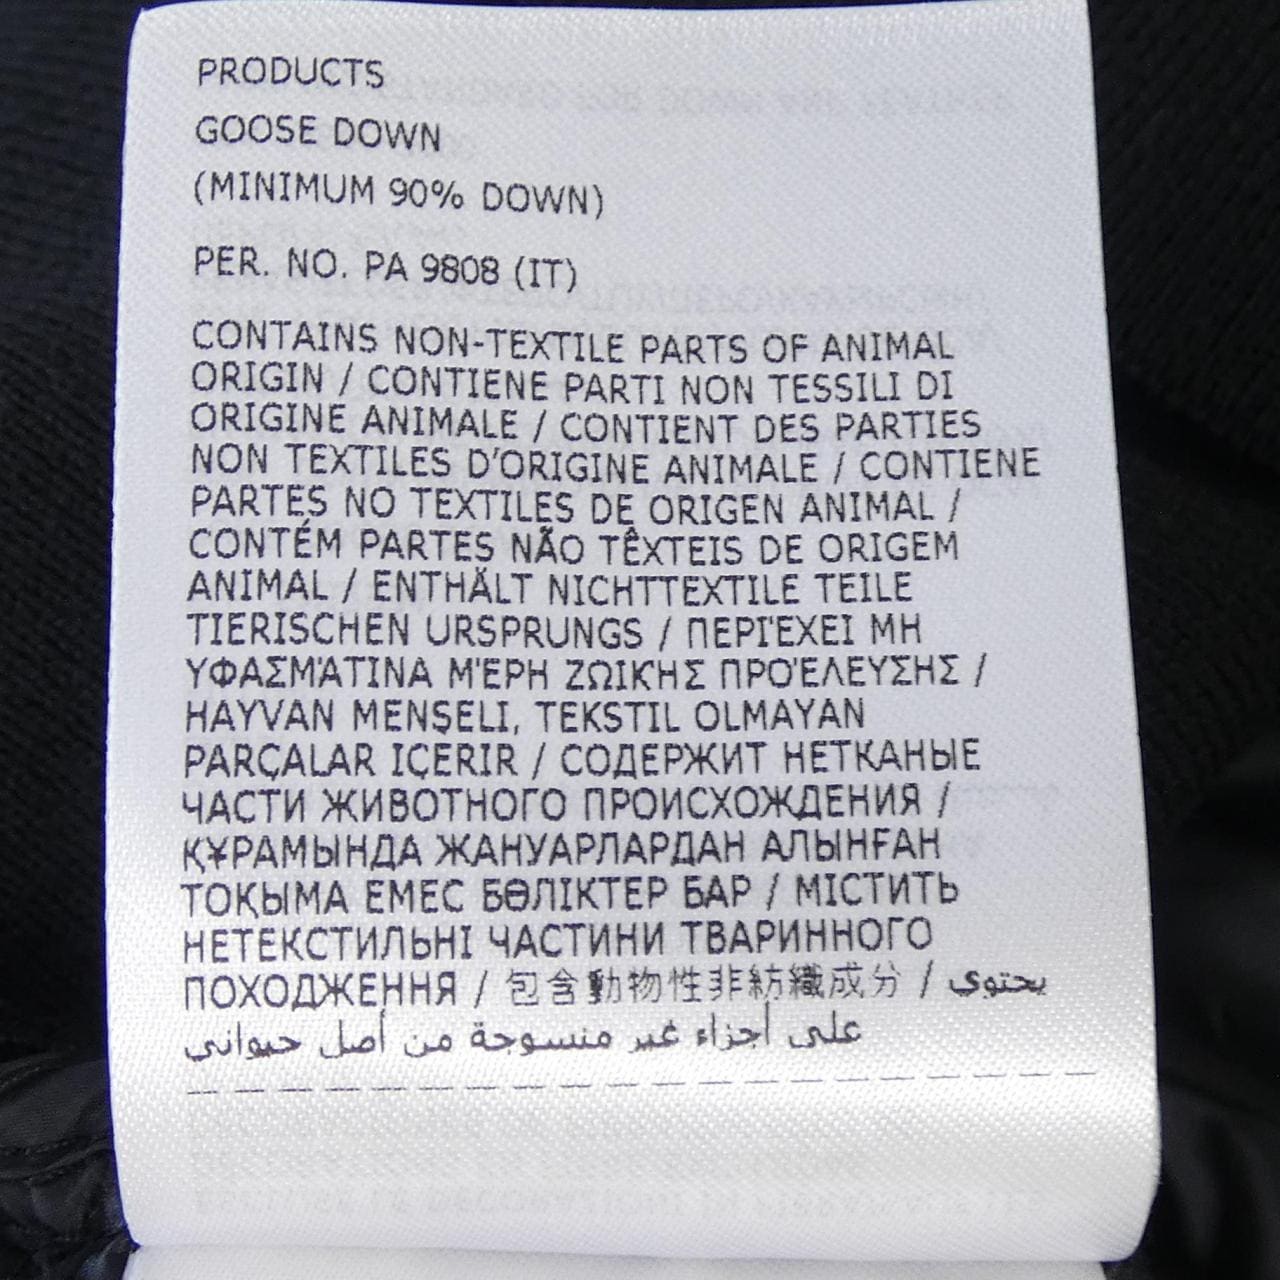 PRODUCTS
GOOSE DOWN
(MINIMUM 90% DOWN)
PER. NO. PA 9808 (IT)
CONTAINS NON-TEXTILE PARTS OF ANIMAL
ORIGIN / CONTIENE PARTI NON TESSILI DI
ORIGINE ANIMALE / CONTIENT DES PARTIES
NON TEXTILES D'ORIGINE ANIMALE / CONTIENE
PARTES NO TEXTILES DE ORIGEN ANIMAL /
CONTÉM PARTES NÃO TÊXTEIS DE ORIGEM
ANIMAL / ENTHÄLT NICHTTEXTILE TEILE
TIERISCHEN URSPRUNGS / ΠΕΡΙΈΧΕΙ ΜΗ
ΥΦΑΣΜΆΤΙΝΑ ΜΈΡΗ ΖΩΙΚΗΣ ΠΡΟΈΛΕΥΣΗΣ /
HAYVAN MENŞELI, TEKSTIL OLMAYAN
PARÇALAR IÇERIR / СОДЕРЖИТ НЕТКАНЫЕ
ЧАСТИ ЖИВОТНОГО ПРОИСХОЖДЕНИЯ /
ҚҰРАМЫНДА ЖАНУАРЛАРДАН АЛЫНҒАН
ТОҚЫМА ЕМЕС БӨЛІКТЕР БАР / МІСТИТЬ
НЕТЕКСТИЛЬНІ ЧАСТИНИ ТВАРИННОГО
ПОХОДЖЕННЯ / 包含動物性非紡織成分 / يحتوي
على أجزاء غير منسوجة من أصل حيواني